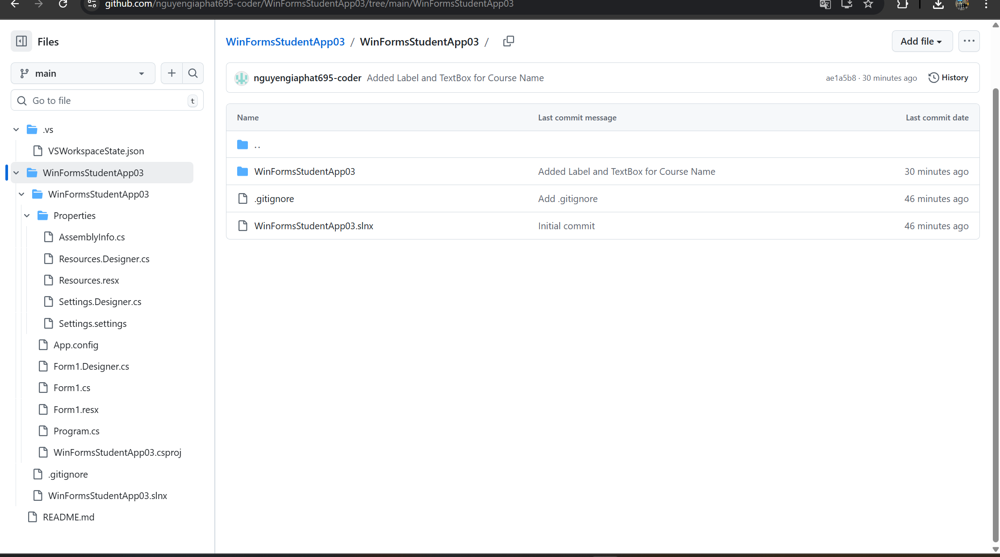 github.com/nguyengiaphat695-coder/WinFormsStudentApp03/tree/main/WinFormsStudentApp03
Files
main
Go to file
t
.vs
VSWorkspaceState.json
WinFormsStudentApp03
WinFormsStudentApp03
Properties
AssemblyInfo.cs
Resources.Designer.cs
Resources.resx
Settings.Designer.cs
Settings.settings
App.config
Form1.Designer.cs
Form1.cs
Form1.resx
Program.cs
WinFormsStudentApp03.csproj
.gitignore
WinFormsStudentApp03.slnx
README.md
WinFormsStudentApp03 / WinFormsStudentApp03 /
Add file
nguyengiaphat695-coder Added Label and TextBox for Course Name ae1a5b8 · 30 minutes ago History
Name Last commit message Last commit date
..
WinFormsStudentApp03 Added Label and TextBox for Course Name 30 minutes ago
.gitignore Add .gitignore 46 minutes ago
WinFormsStudentApp03.slnx Initial commit 46 minutes ago